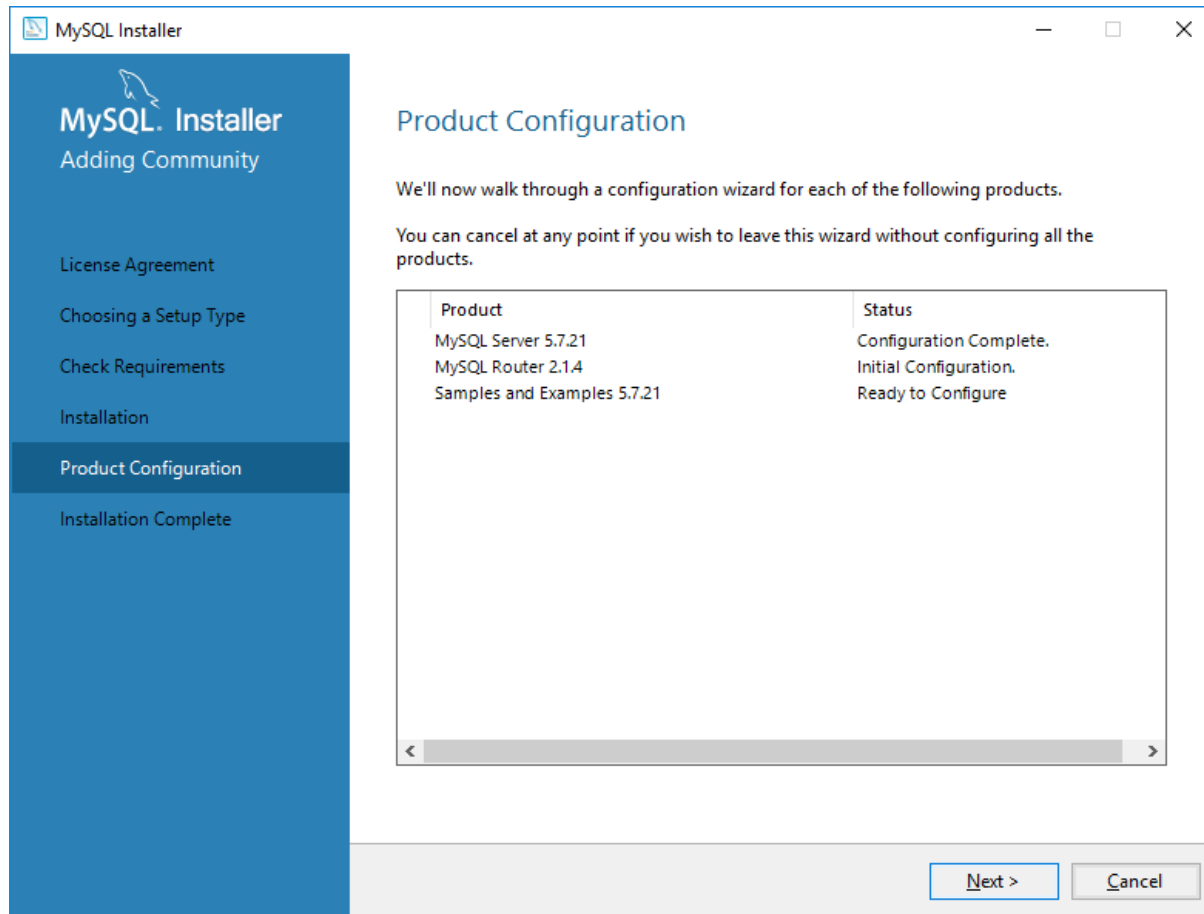 MySQL Installer
MySQL. Installer
Adding Community
License Agreement
Choosing a Setup Type
Check Requirements
Installation
Product Configuration
Installation Complete
Product Configuration
We'll now walk through a configuration wizard for each of the following products.
You can cancel at any point if you wish to leave this wizard without configuring all the
products.
Product Status
MySQL Server 5.7.21 Configuration Complete.
MySQL Router 2.1.4 Initial Configuration.
Samples and Examples 5.7.21 Ready to Configure
Next > Cancel